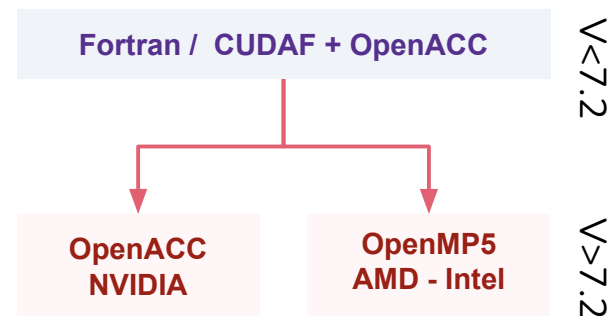 Fortran / CUDAF + OpenACC
V<7.2
OpenACC
NVIDIA
OpenMP5
AMD - Intel
V>7.2